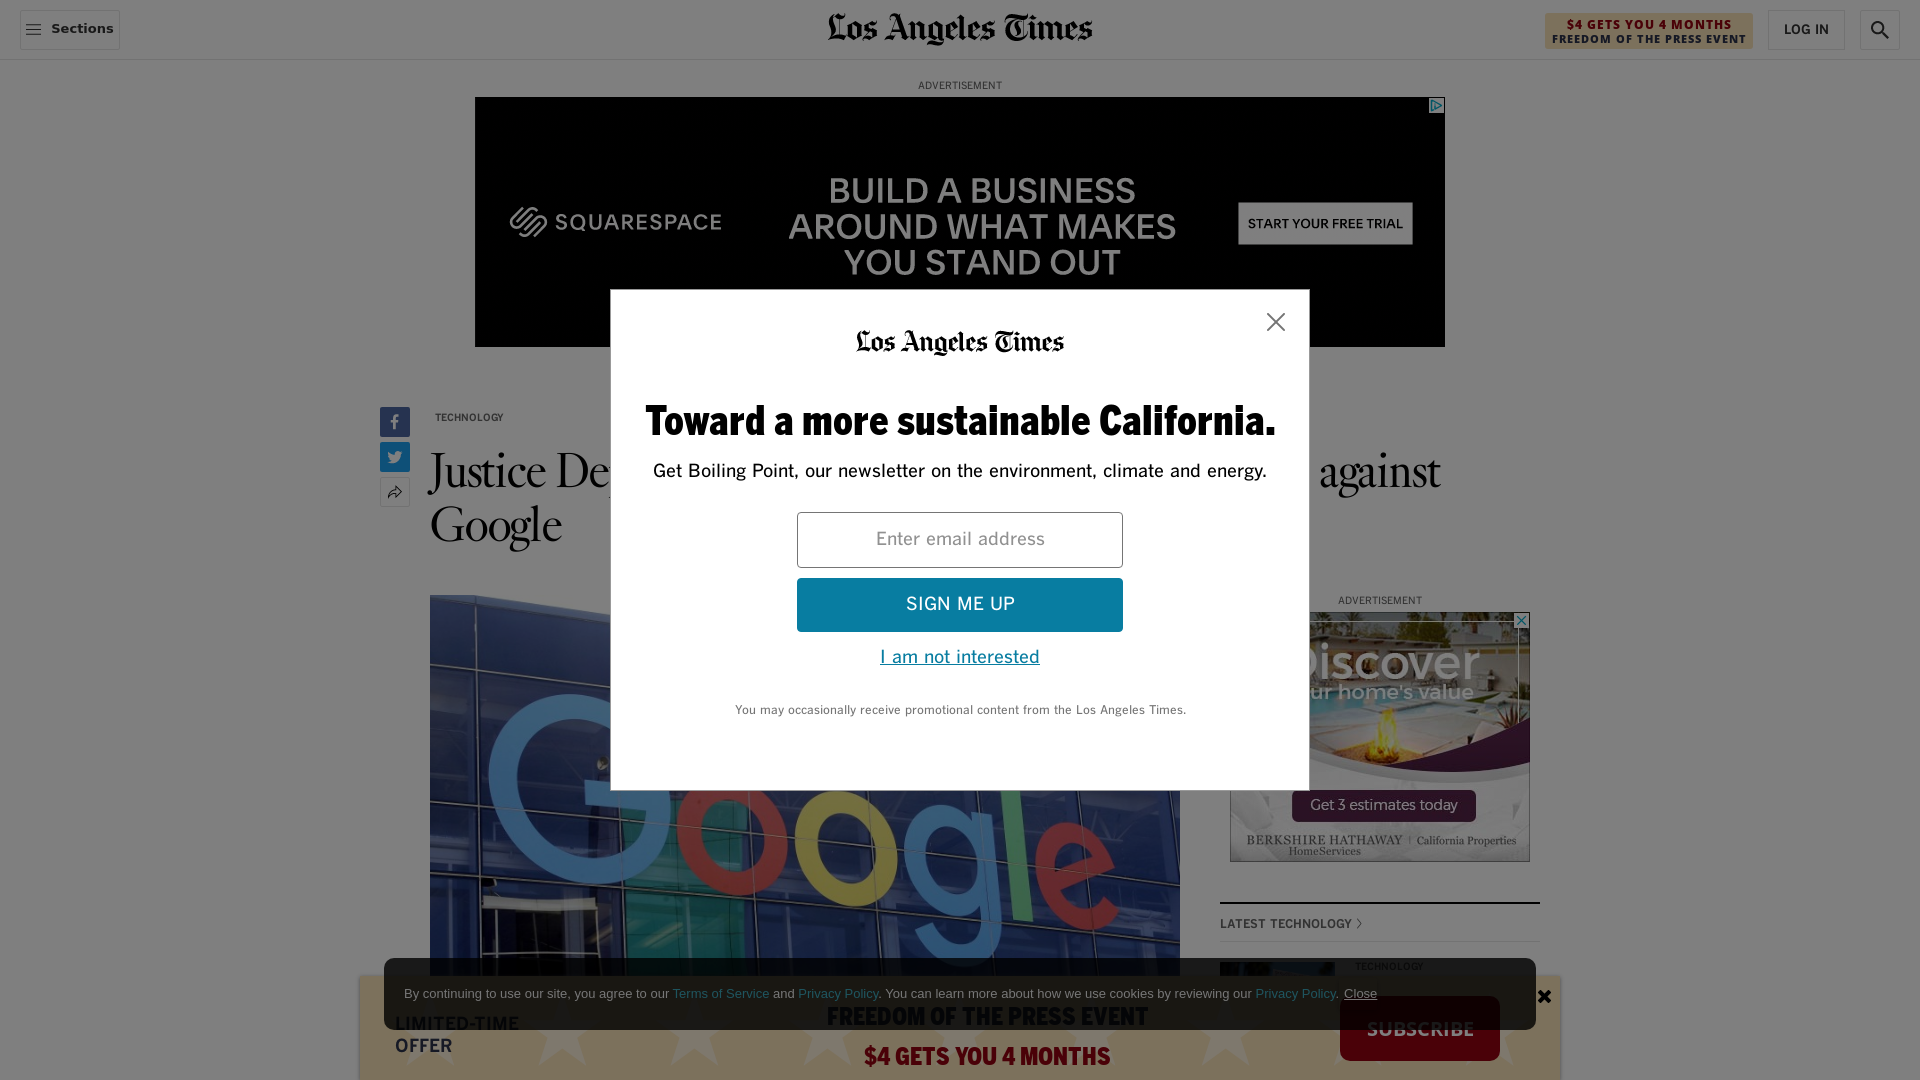 Sections
Los Angeles Times
$4 GETS YOU 4 MONTHS
FREEDOM OF THE PRESS EVENT
LOG IN
ADVERTISEMENT
SQUARESPACE
BUILD A BUSINESS
AROUND WHAT MAKES
YOU STAND OUT
START YOUR FREE TRIAL
Los Angeles Times
Toward a more sustainable California.
Get Boiling Point, our newsletter on the environment, climate and energy.
Enter email address
SIGN ME UP
I am not interested
You may occasionally receive promotional content from the Los Angeles Times.
TECHNOLOGY
Justice against
Google
Google
ADVERTISEMENT
Discover
home's value
Get 3 estimates today
BERKSHIRE HATHAWAY | California Properties
HomeServices
LATEST TECHNOLOGY
TECHNOLOGY
By continuing to use our site, you agree to our Terms of Service and Privacy Policy. You can learn more about how we use cookies by reviewing our Privacy Policy. Close
LIMITED-TIME
OFFER
FREEDOM OF THE PRESS EVENT
$4 GETS YOU 4 MONTHS
SUBSCRIBE